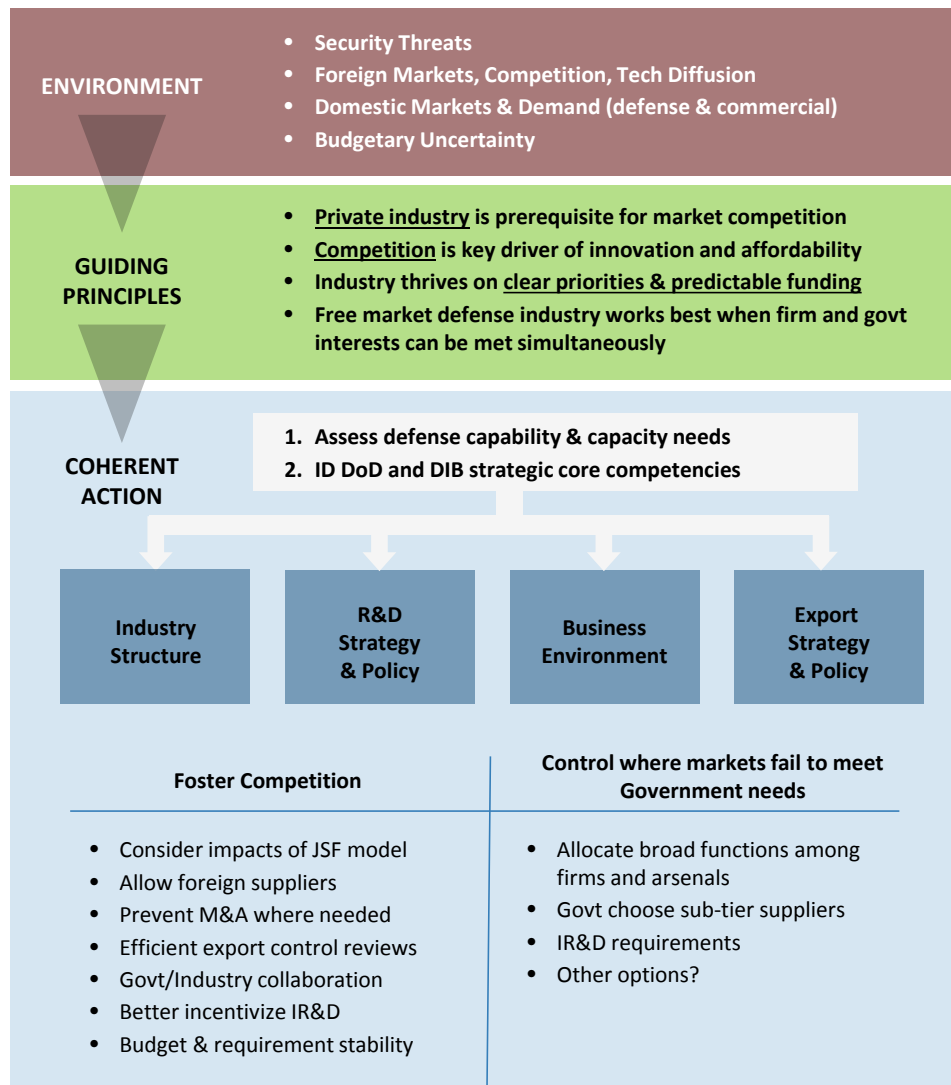 ENVIRONMENT
• Security Threats
• Foreign Markets, Competition, Tech Diffusion
• Domestic Markets & Demand (defense & commercial)
• Budgetary Uncertainty
GUIDING
PRINCIPLES
• Private industry is prerequisite for market competition
• Competition is key driver of innovation and affordability
• Industry thrives on clear priorities & predictable funding
• Free market defense industry works best when firm and govt
interests can be met simultaneously
COHERENT
ACTION
1. Assess defense capability & capacity needs
2. ID DoD and DIB strategic core competencies
Industry
Structure
R&D
Strategy
& Policy
Business
Environment
Export
Strategy
& Policy
Foster Competition
• Consider impacts of JSF model
• Allow foreign suppliers
• Prevent M&A where needed
• Efficient export control reviews
• Govt/Industry collaboration
• Better incentivize IR&D
• Budget & requirement stability
Control where markets fail to meet
Government needs
• Allocate broad functions among
firms and arsenals
• Govt choose sub-tier suppliers
• IR&D requirements
• Other options?